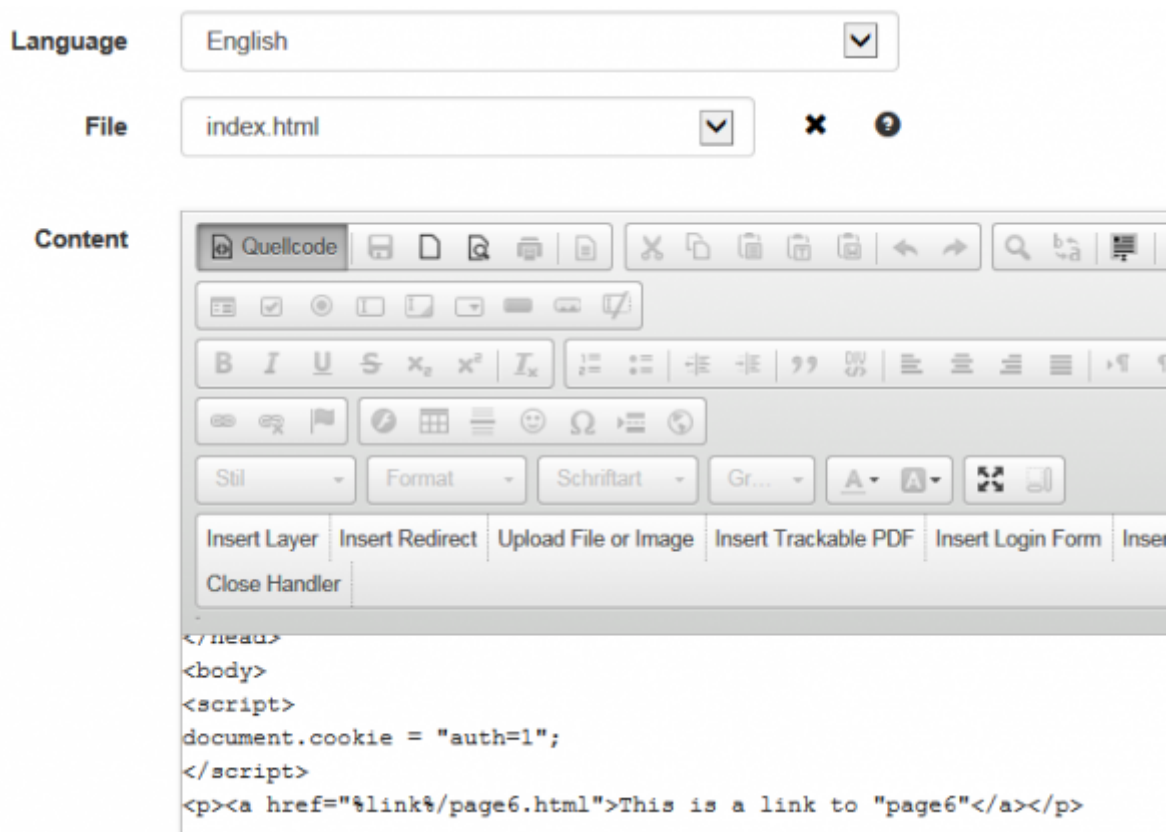 Language English
File index.html
Content Quellcode
B I U S
Stil Format Schriftart Gr...
Insert Layer Insert Redirect Upload File or Image Insert Trackable PDF Insert Login Form Inser
Close Handler
</head>
<body>
<script>
document.cookie = "auth=1";
</script>
<p><a href="%link%/page6.html">This is a link to "page6"</a></p>